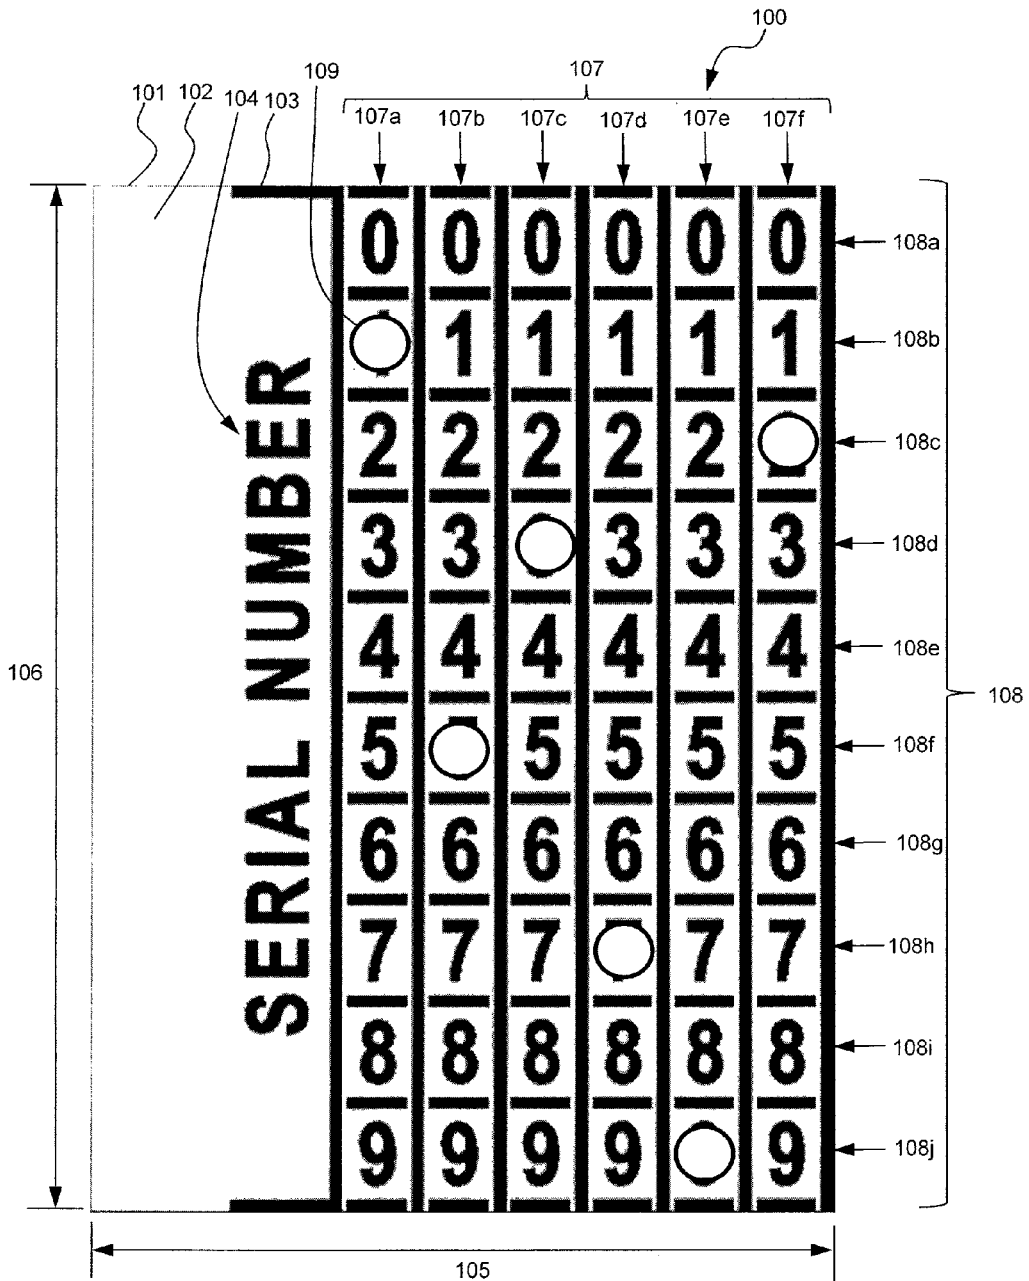 100
107
109
101 102 104 103
107a 107b 107c 107d 107e 107f
0 0 0 0 0 0 108a
1 1 1 1 1 108b
2 2 2 2 2 108c
3 3 3 3 3 108d
4 4 4 4 4 4 108e
SERIAL NUMBER
106
108
5 5 5 5 5 108f
6 6 6 6 6 6 108g
7 7 7 7 7 108h
8 8 8 8 8 8 108i
9 9 9 9 9 108j
105